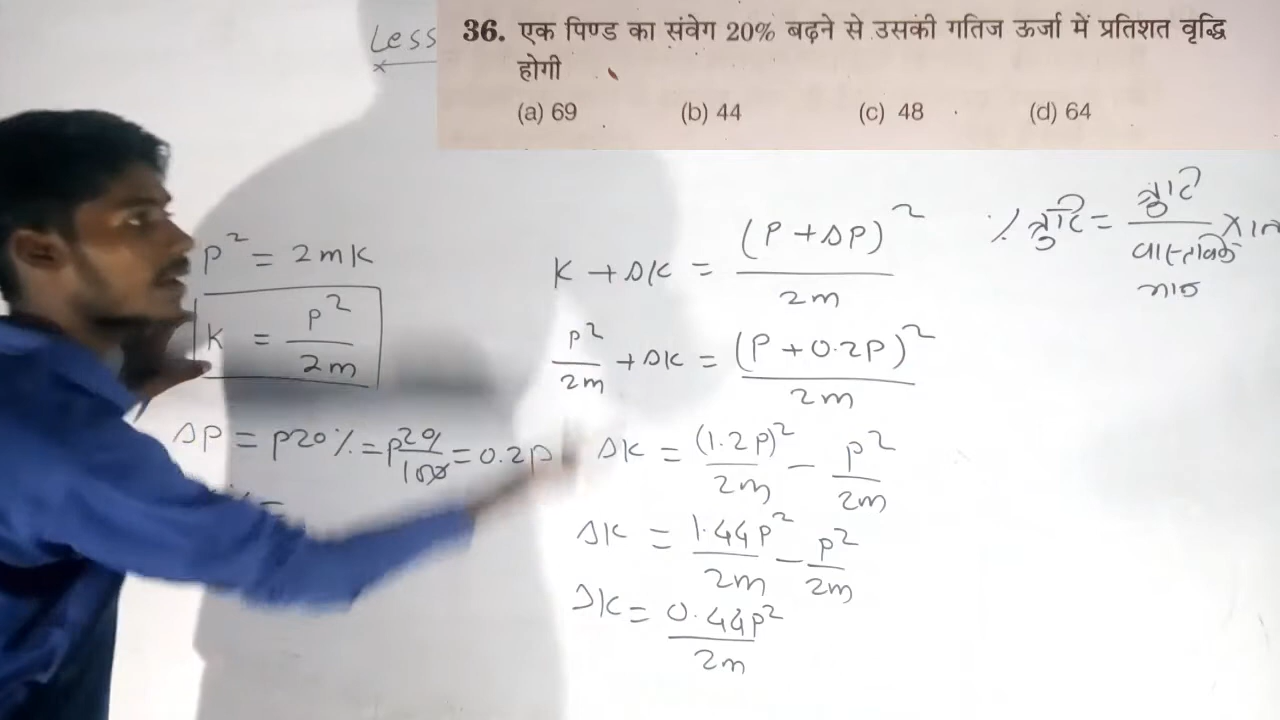 Less
36. एक पिण्ड का संवेग 20% बढ़ने से उसकी गतिज ऊर्जा में प्रतिशत वृद्धि
होगी
(a) 69 (b) 44 (c) 48 (d) 64
P² = 2mK
K = P²/2m
ΔP = P20% = P20/100 = 0.2P
K + ΔK = (P + ΔP)²/2m
P²/2m + ΔK = (P + 0.2P)²/2m
ΔK = (1.2P)²/2m - P²/2m
ΔK = 1.44P²/2m - P²/2m
ΔK = 0.44P²/2m
% त्रुटि = त्रुटि/वास्तविक मान ×